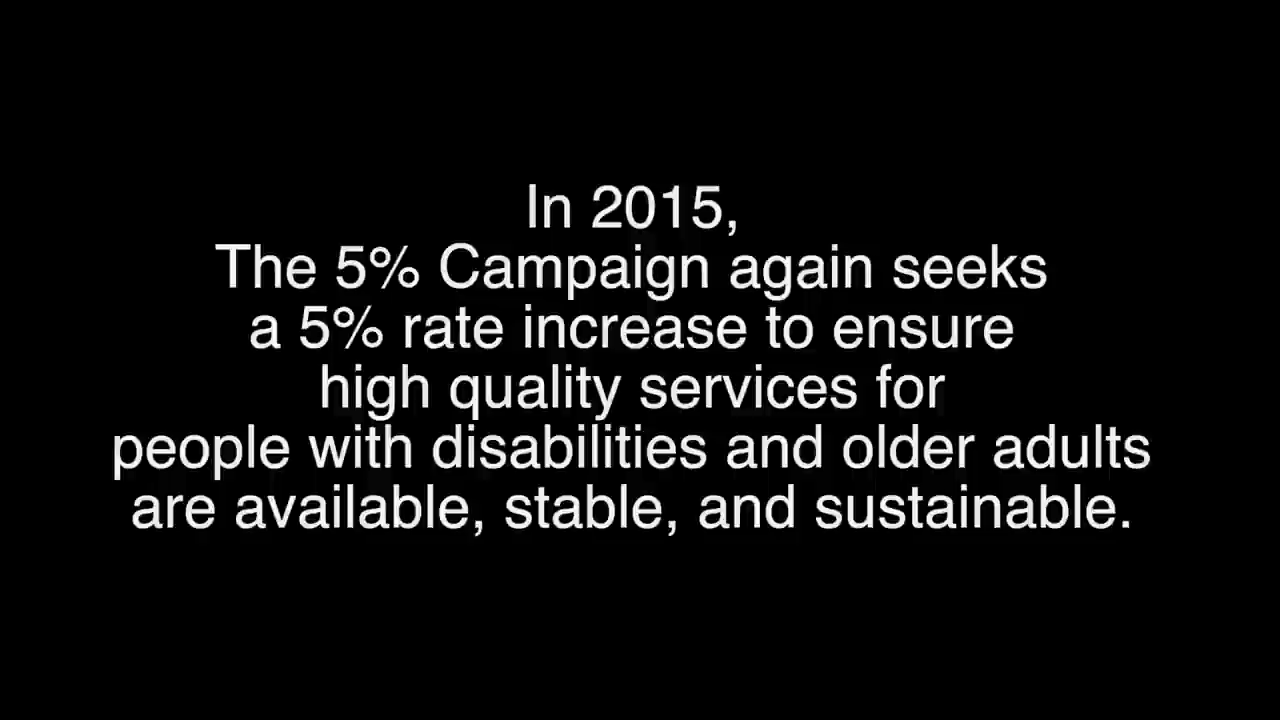 In 2015,
The 5% Campaign again seeks
a 5% rate increase to ensure
high quality services for
people with disabilities and older adults
are available, stable, and sustainable.